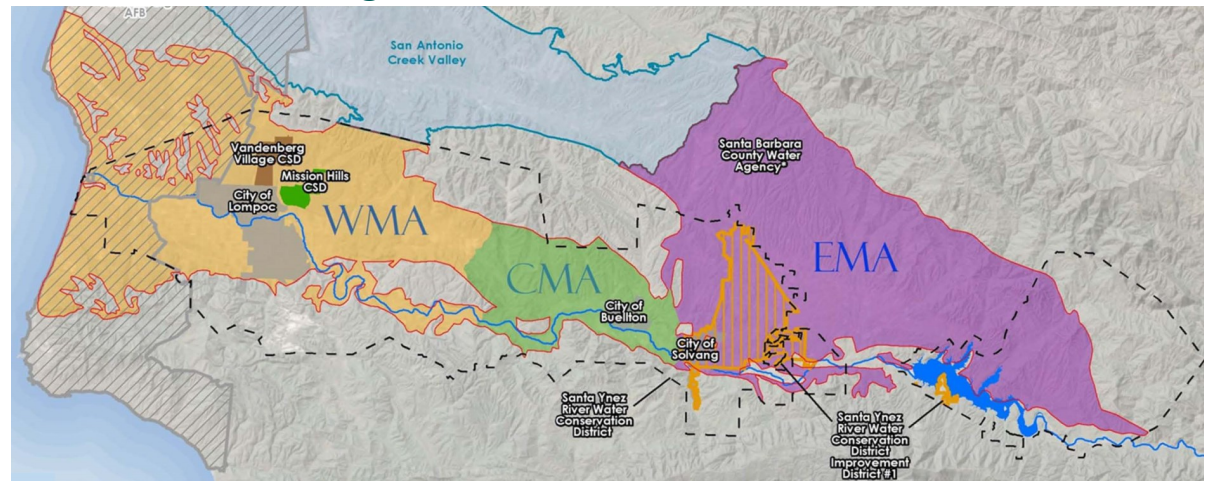 AFB
San Antonio
Creek Valley
Vandenberg
Village CSD
Mission Hills
CSD
City of
Lompoc
WMA
Santa Barbara
County Water
Agency*
CMA
EMA
City of
Buellton
City of
Solvang
Santa Ynez
River Water
Conservation
District
Santa Ynez
River Water
Conservation
District
Improvement
District #1